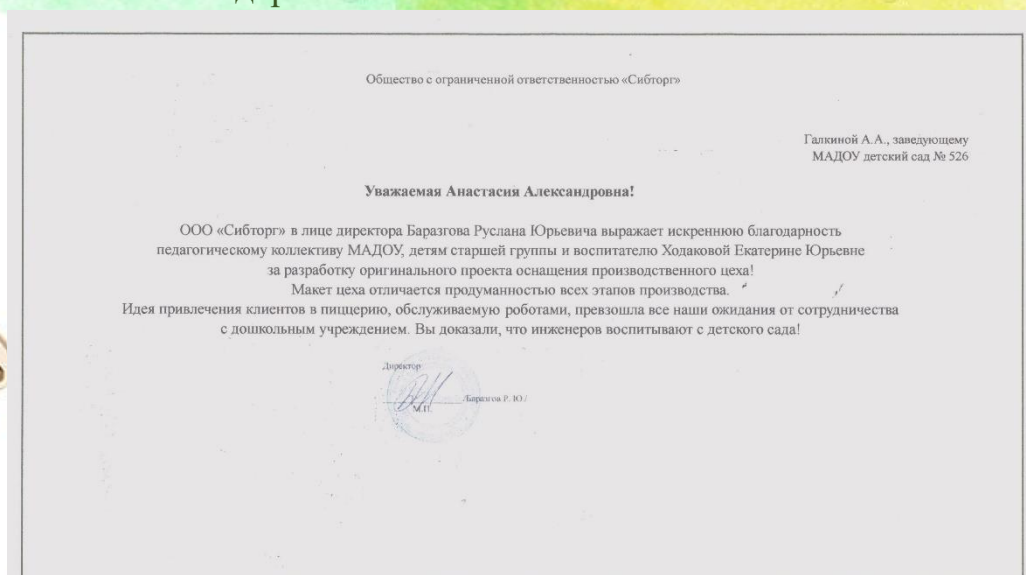 Общество с ограниченной ответственностью «Сибторг»
Галкиной А.А., заведующему
МАДОУ детский сад № 526
Уважаемая Анастасия Александровна!
ООО «Сибторг» в лице директора Баразгова Руслана Юрьевича выражает искреннюю благодарность
педагогическому коллективу МАДОУ, детям старшей группы и воспитателю Ходаковой Екатерине Юрьевне
за разработку оригинального проекта оснащения производственного цеха!
Макет цеха отличается продуманностью всех этапов производства.
Идея привлечения клиентов в пиццерию, обслуживаемую роботами, превзошла все наши ожидания от сотрудничества
с дошкольным учреждением. Вы доказали, что инженеров воспитывают с детского сада!
Директор
/Баразгов Р. Ю./
М.П.